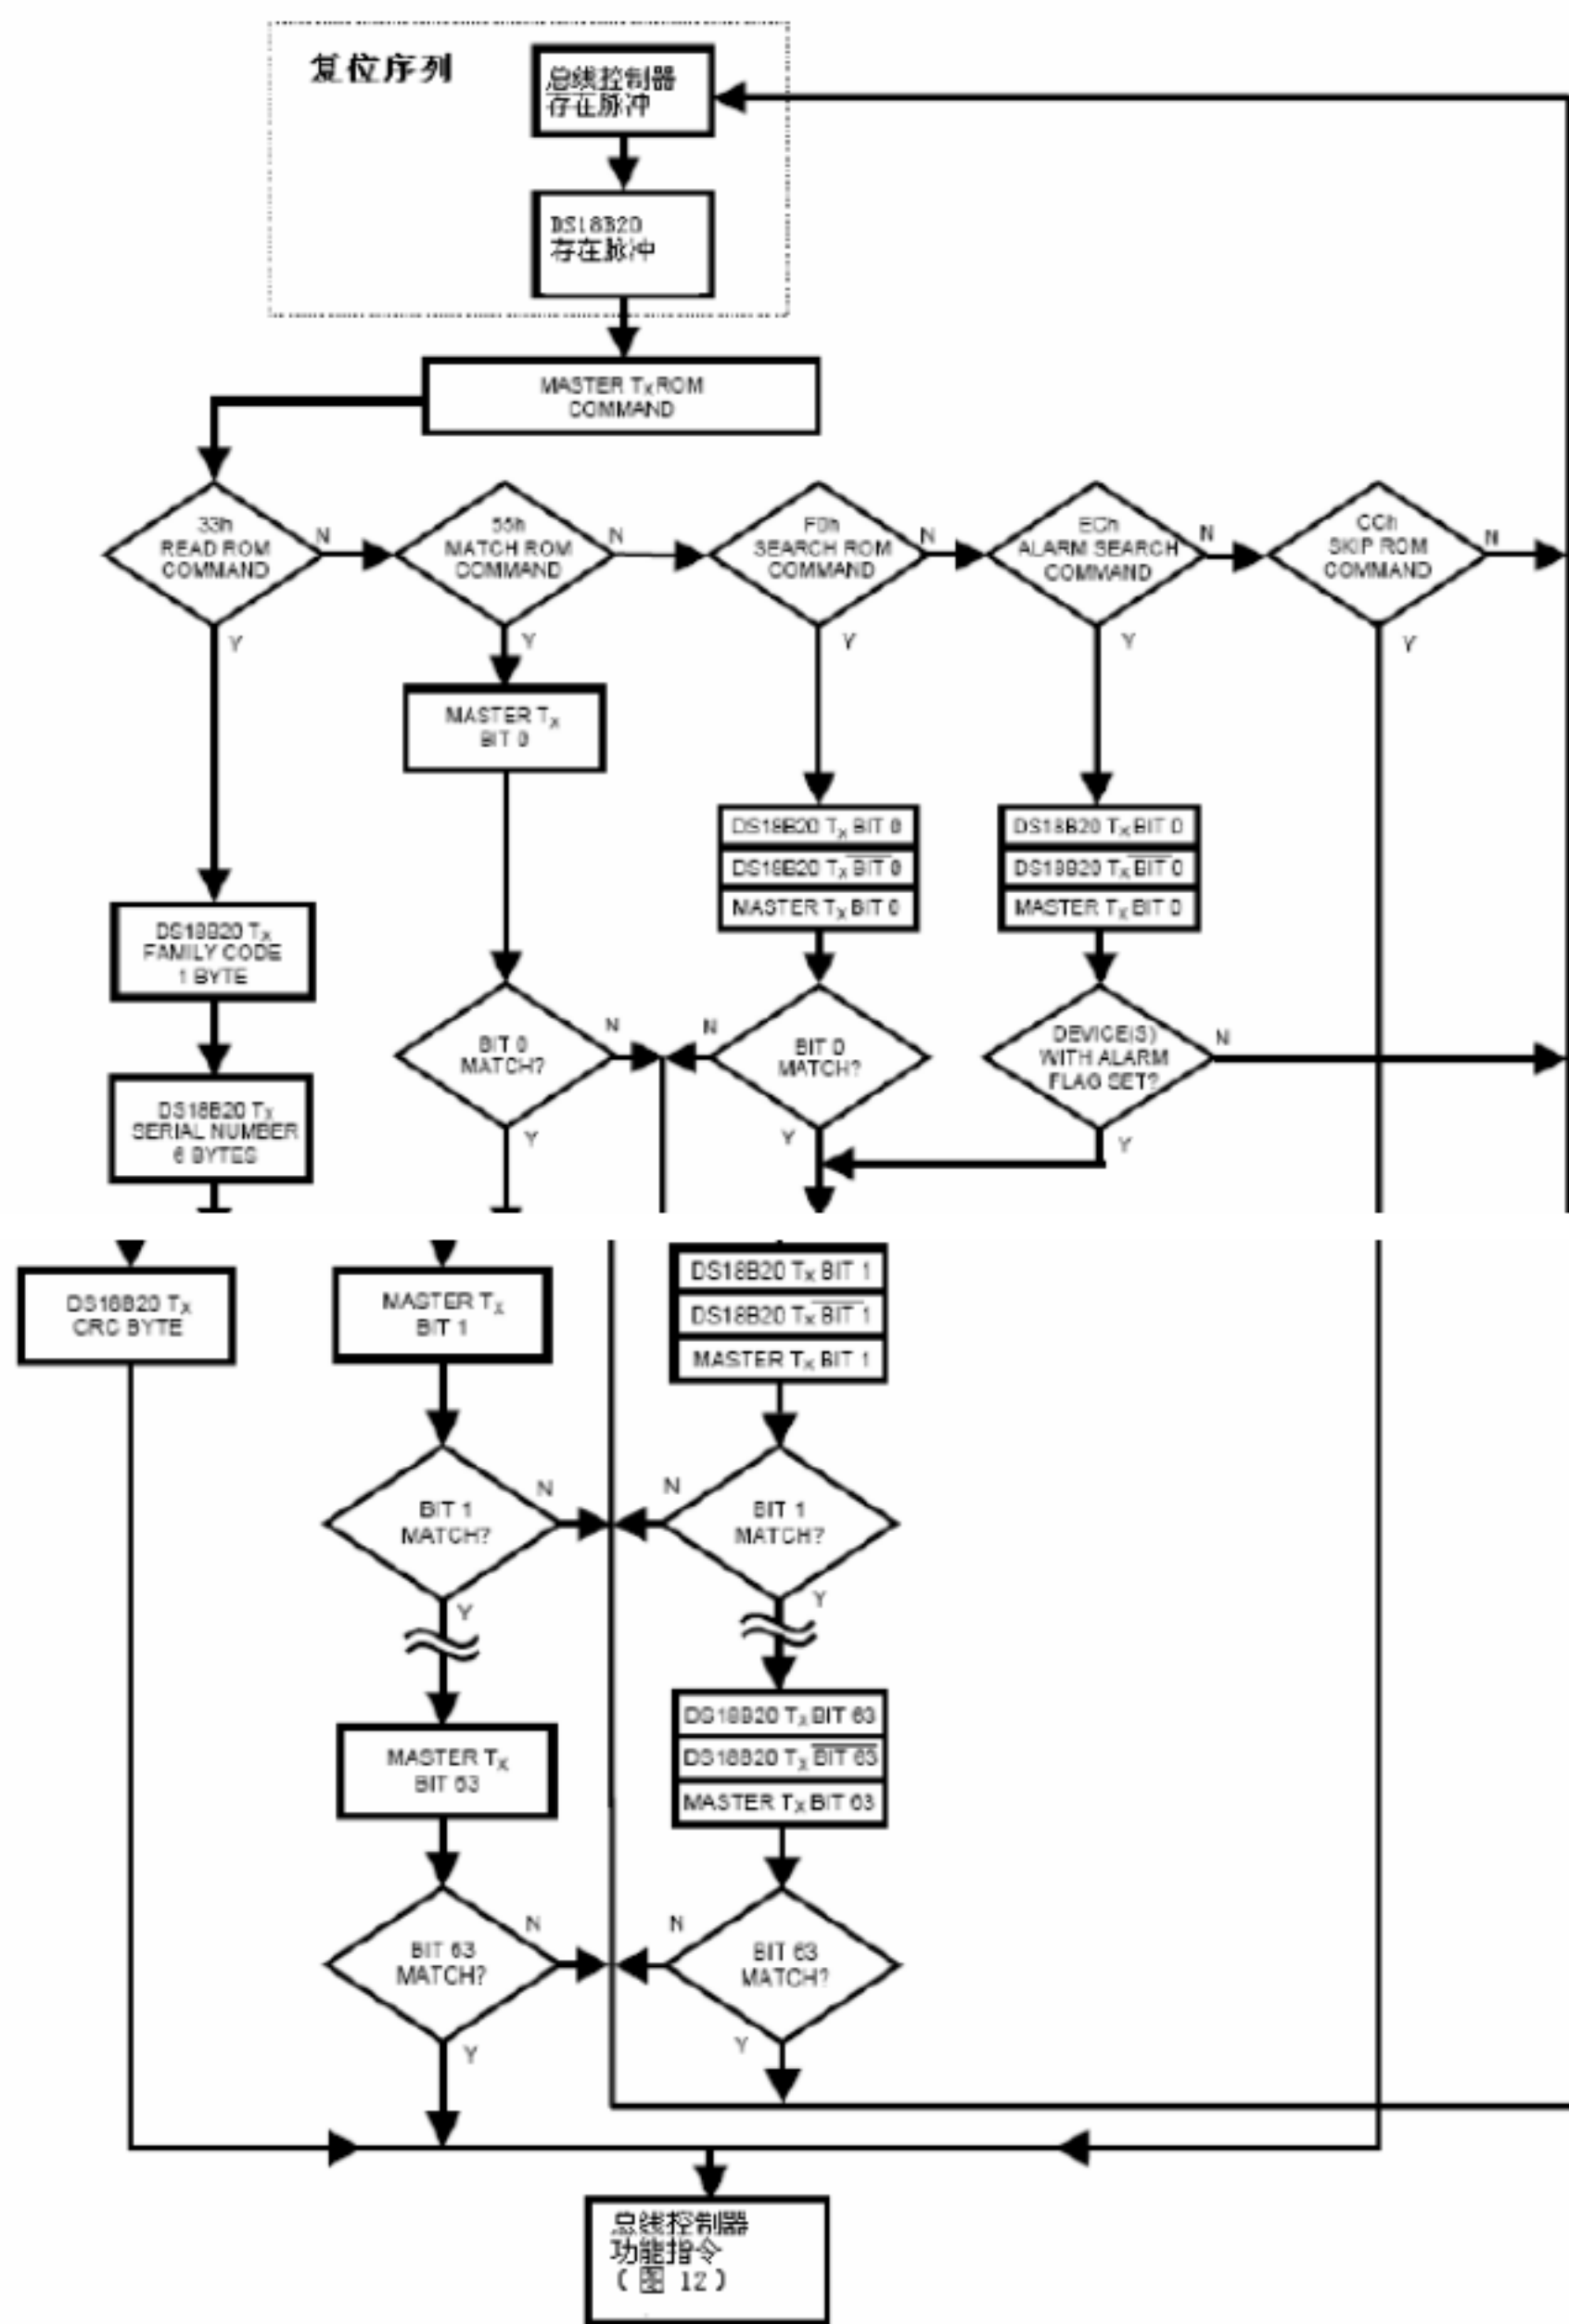 复位序列
总线控制器
存在脉冲
DS18B20
存在脉冲
MASTER Tx ROM
COMMAND
33h
READ ROM
COMMAND
N
Y
55h
MATCH ROM
COMMAND
N
Y
F0h
SEARCH ROM
COMMAND
N
Y
ECh
ALARM SEARCH
COMMAND
N
Y
CCh
SKIP ROM
COMMAND
N
Y
MASTER Tx
BIT 0
DS18B20 Tx BIT 0
DS18B20 Tx BIT 0
MASTER Tx BIT 0
DS18B20 Tx BIT 0
DS18B20 Tx BIT 0
MASTER Tx BIT 0
DS18B20 Tx
FAMILY CODE
1 BYTE
DS18B20 Tx
SERIAL NUMBER
6 BYTES
BIT 0
MATCH?
N
Y
BIT 0
MATCH?
N
Y
DEVICE(S)
WITH ALARM
FLAG SET?
N
Y
DS18B20 Tx
CRC BYTE
MASTER Tx
BIT 1
DS18B20 Tx BIT 1
DS18B20 Tx BIT 1
MASTER Tx BIT 1
BIT 1
MATCH?
N
Y
BIT 1
MATCH?
N
Y
MASTER Tx
BIT 63
DS18B20 Tx BIT 63
DS18B20 Tx BIT 63
MASTER Tx BIT 63
BIT 63
MATCH?
N
Y
BIT 63
MATCH?
N
Y
总线控制器
功能指令
（图 12）